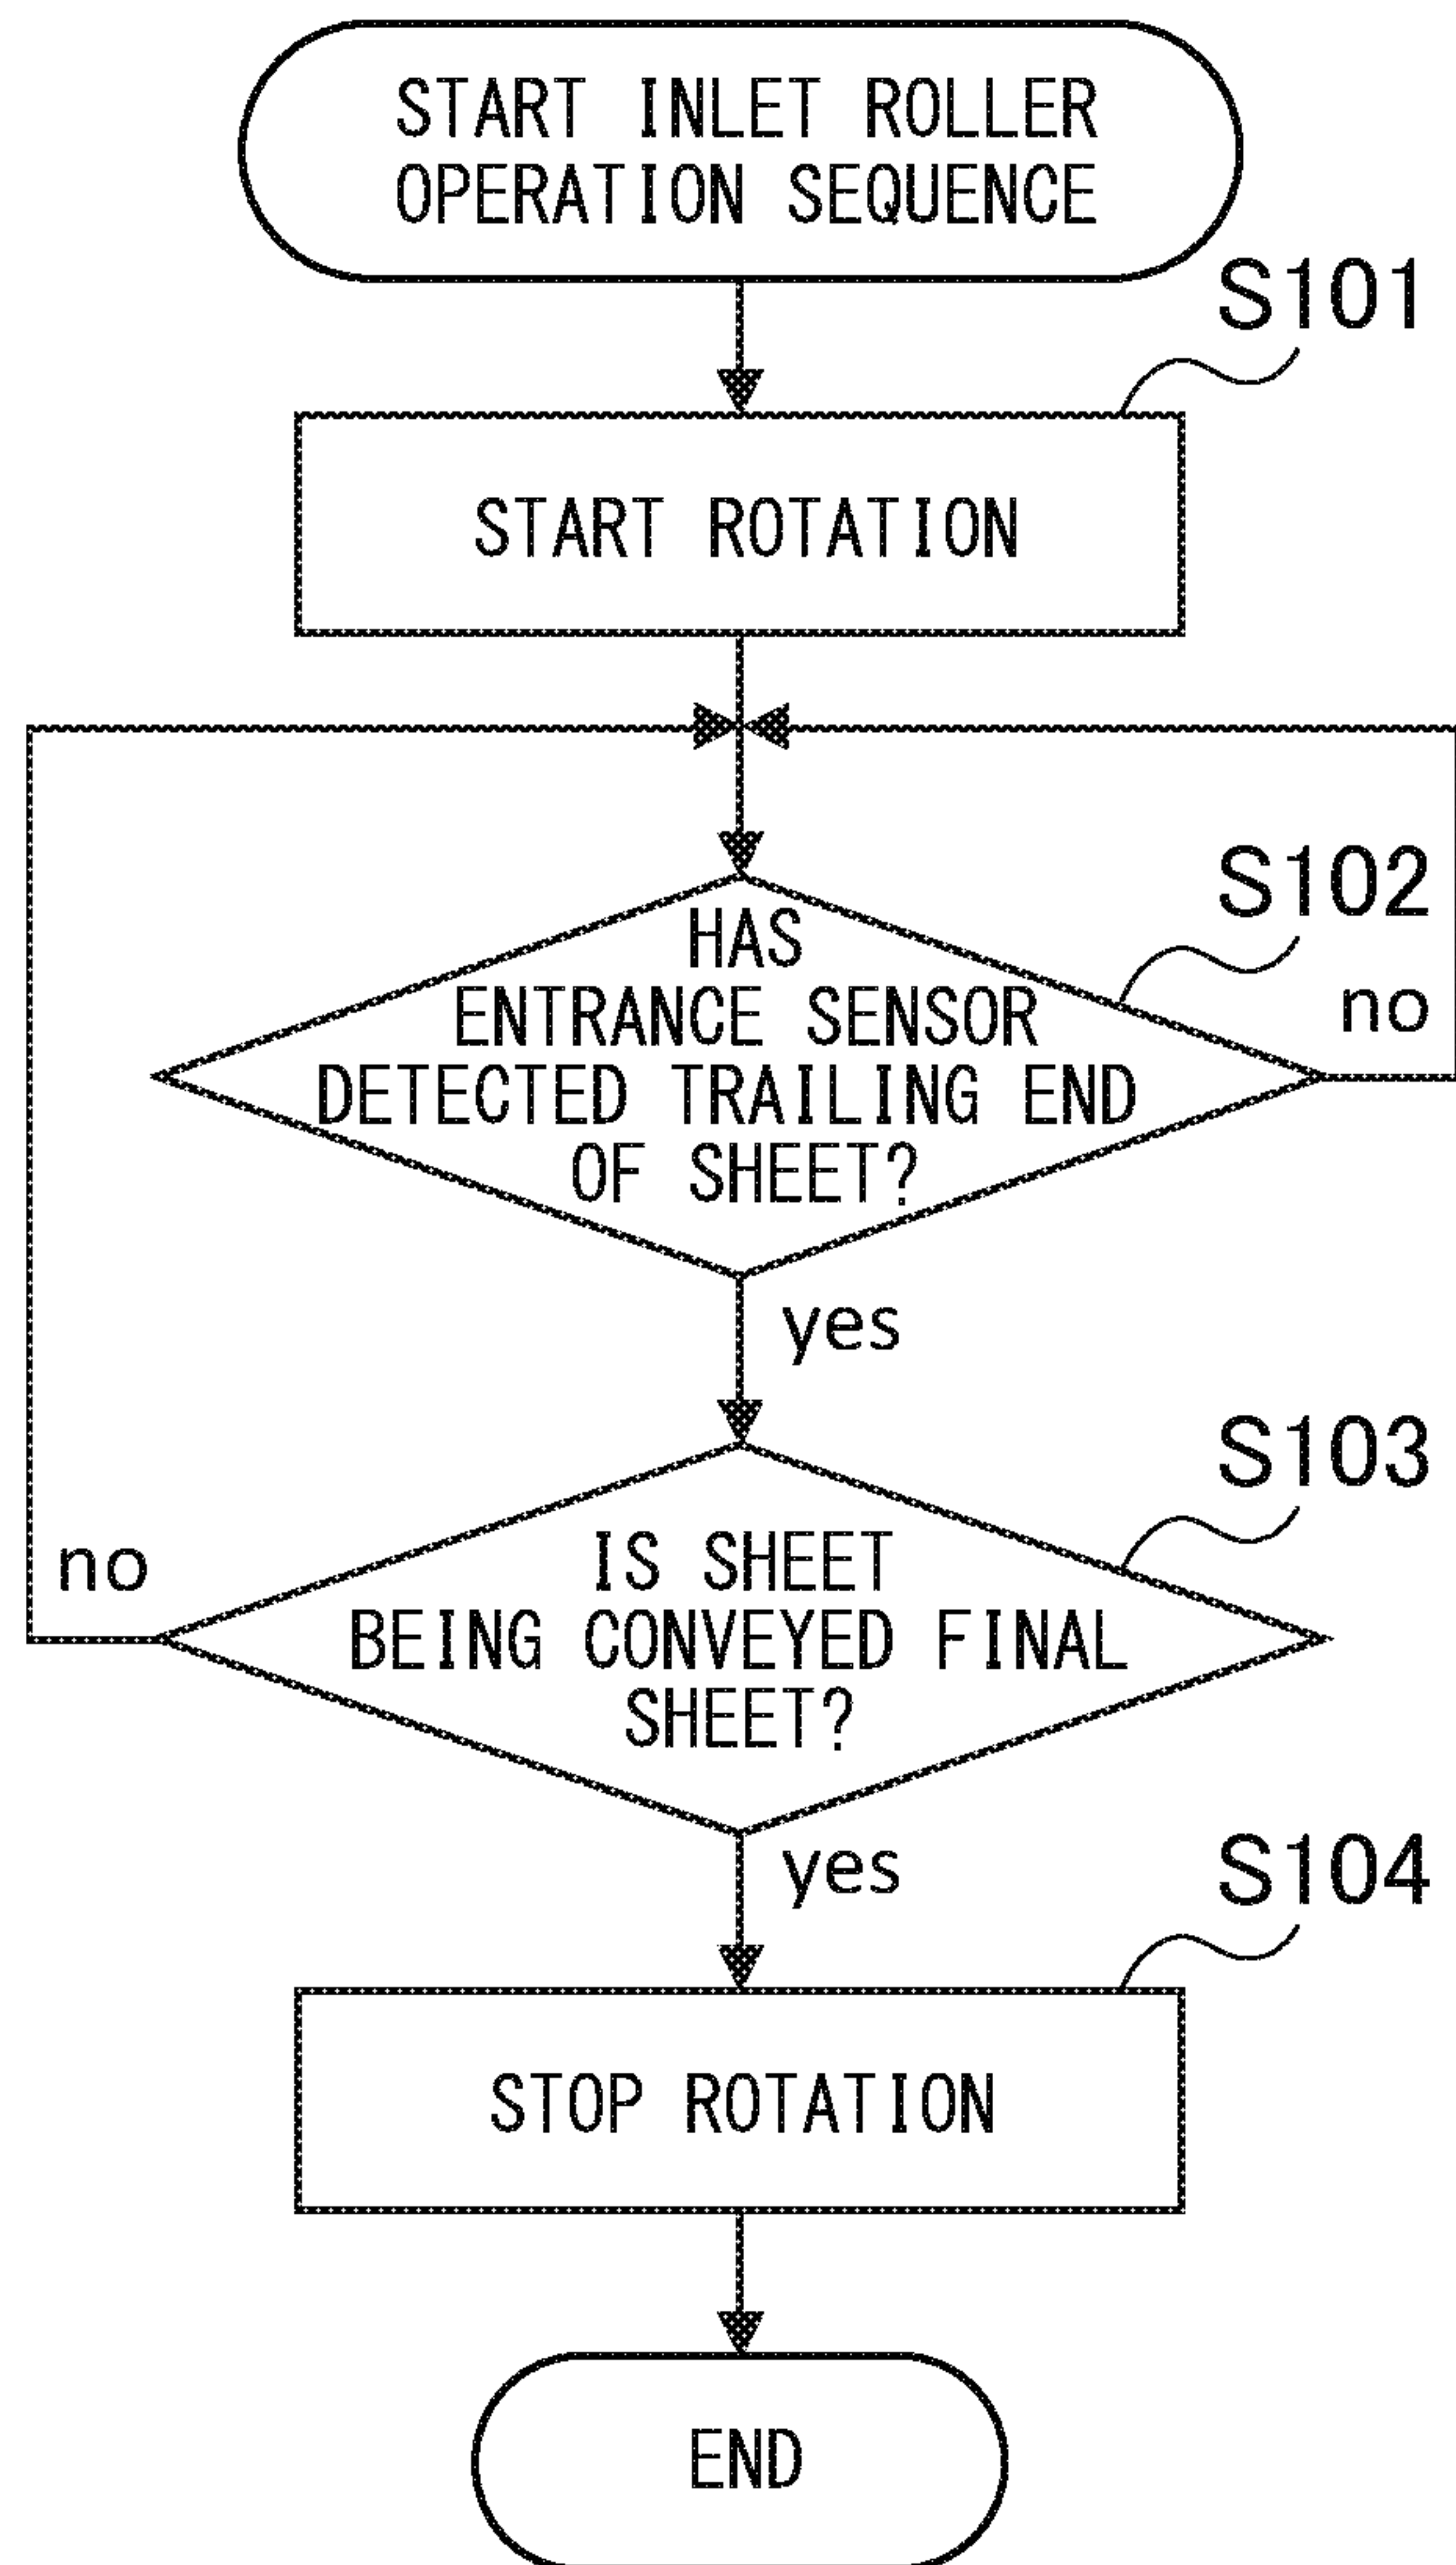 START INLET ROLLER
OPERATION SEQUENCE
S101
START ROTATION
S102
HAS
ENTRANCE SENSOR
DETECTED TRAILING END
OF SHEET?
no
yes
S103
IS SHEET
BEING CONVEYED FINAL
SHEET?
no
yes
S104
STOP ROTATION
END